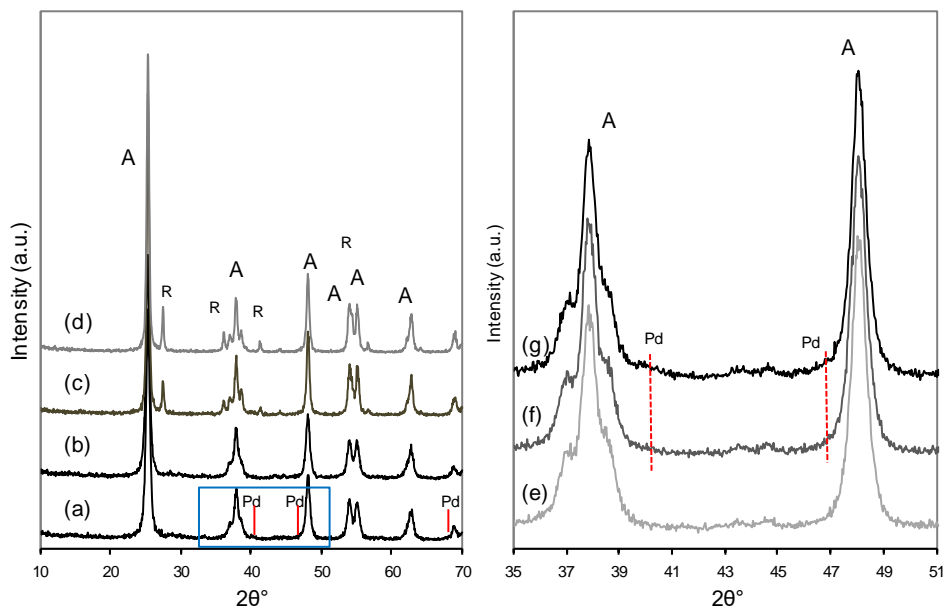 A
R
R
A
R
A
R
A
A
A
(d)
(c)
(b)
(a)
Pd
Pd
Pd
Intensity (a.u.)
10 20 30 40 50 60 70
2θ°
A
A
Pd
Pd
(g)
(f)
(e)
Intensity (a.u.)
35 37 39 41 43 45 47 49 51
2θ°